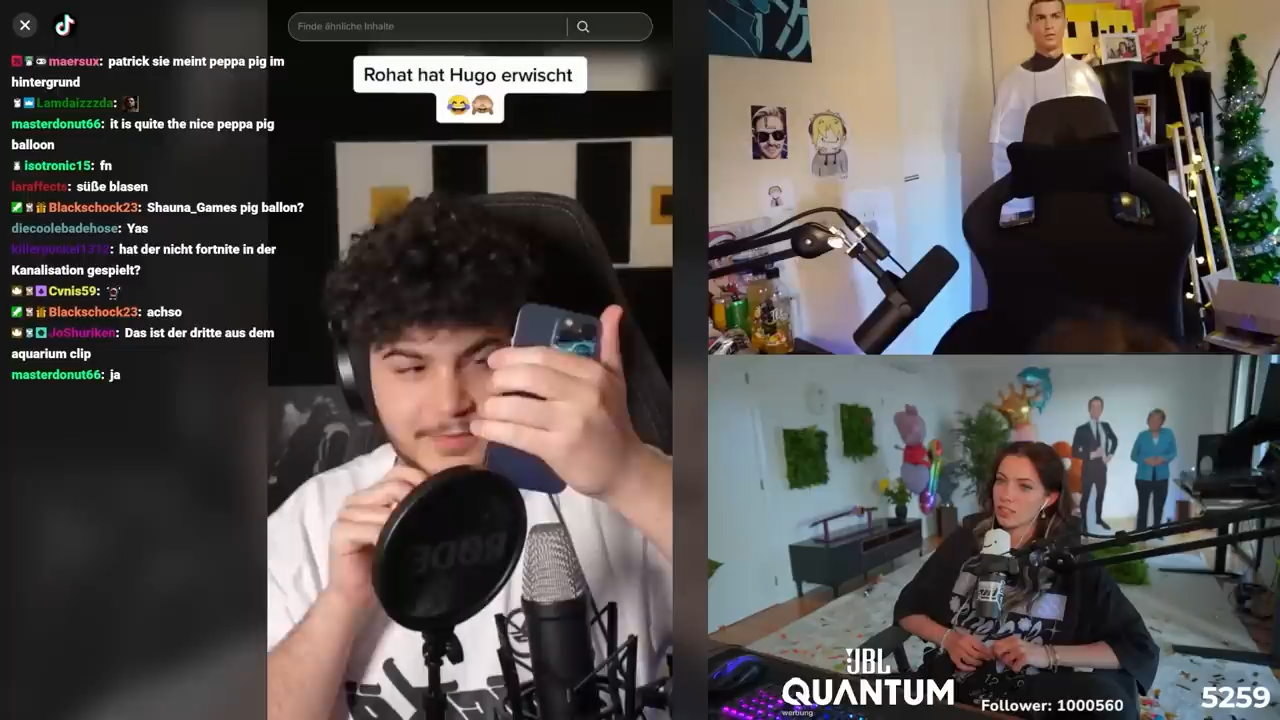 Finde ähnliche Inhalte
maersux: patrick sie meint peppa pig im
hintergrund
Lamdaizzzda:
masterdonut66: it is quite the nice peppa pig
balloon
isotronic15: fn
laraffects: süße blasen
Blackschock23: Shauna_Games pig ballon?
diecoolebadehose: Yas
hat der nicht fortnite in der
Kanalisation gespielt?
Cvnis59:
Blackschock23: achso
JoShuriken: Das ist der dritte aus dem
aquarium clip
masterdonut66: ja
Rohat hat Hugo erwischt
😂🙈
RØDE
JBL
QUANTUM
werbung
Follower: 1000560
5259